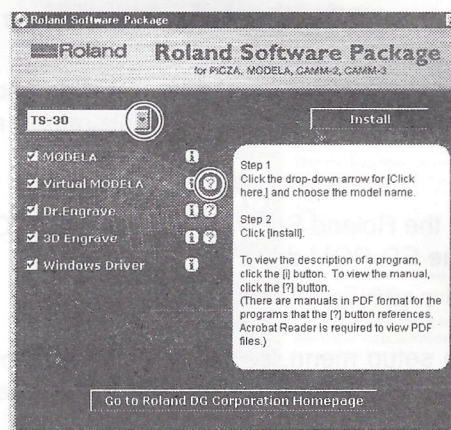 Roland Software Package
Roland
Roland Software Package
for PICZA, MODELA, CAMM-2, CAMM-3
TS-30
Install
MODELA
i
Virtual MODELA
i ?
Dr.Engrave
i ?
3D Engrave
i ?
Windows Driver
i
Step 1
Click the drop-down arrow for [Click
here.] and choose the model name.
Step 2
Click [Install].
To view the description of a program,
click the [i] button. To view the manual,
click the [?] button.
(There are manuals in PDF format for the
programs that the [?] button references.
Acrobat Reader is required to view PDF
files.)
Go to Roland DG Corporation Homepage